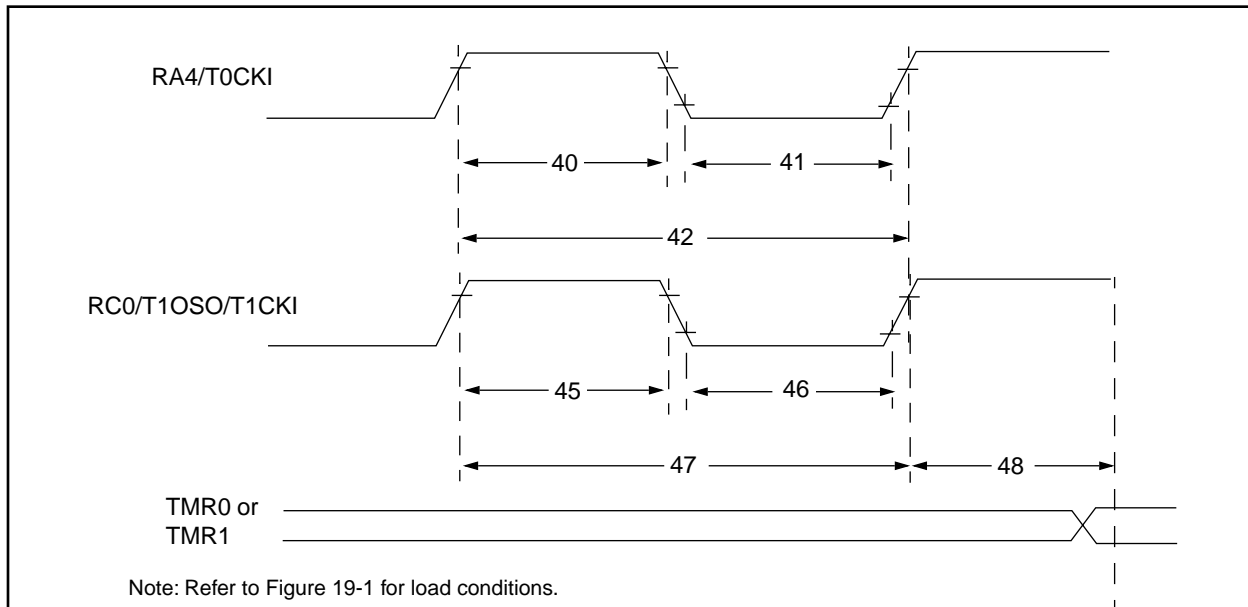 RA4/T0CKI
40
41
42
RC0/T1OSO/T1CKI
45
46
47
48
TMR0 or
TMR1
Note: Refer to Figure 19-1 for load conditions.